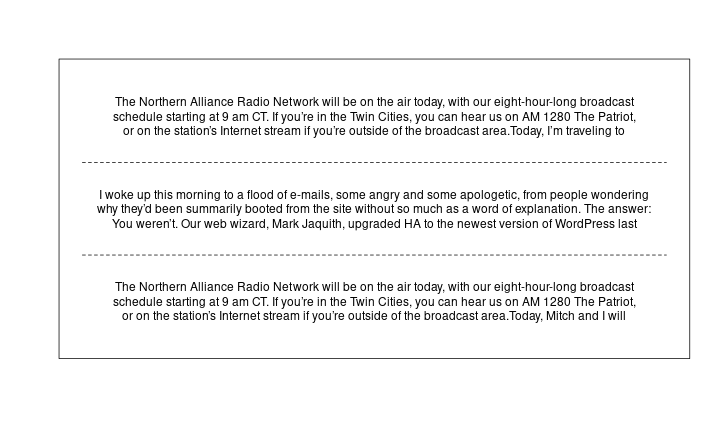 The Northern Alliance Radio Network will be on the air today, with our eight-hour-long broadcast
schedule starting at 9 am CT. If you’re in the Twin Cities, you can hear us on AM 1280 The Patriot,
or on the station’s Internet stream if you’re outside of the broadcast area.Today, I’m traveling to
I woke up this morning to a flood of e-mails, some angry and some apologetic, from people wondering
why they’d been summarily booted from the site without so much as a word of explanation. The answer:
You weren’t. Our web wizard, Mark Jaquith, upgraded HA to the newest version of WordPress last
The Northern Alliance Radio Network will be on the air today, with our eight-hour-long broadcast
schedule starting at 9 am CT. If you’re in the Twin Cities, you can hear us on AM 1280 The Patriot,
or on the station’s Internet stream if you’re outside of the broadcast area.Today, Mitch and I will